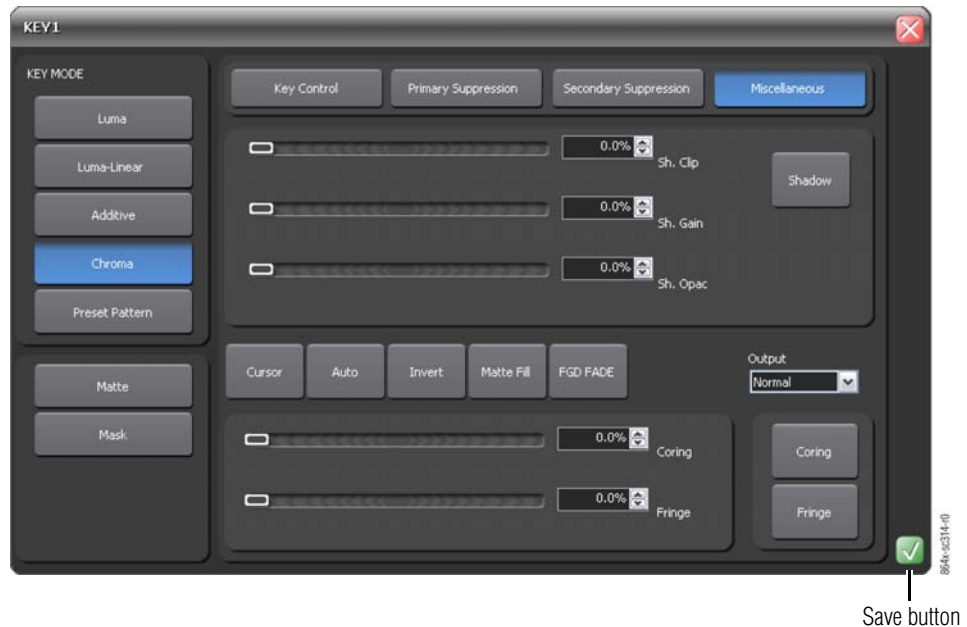 KEY1
KEY MODE
Luma
Luma-Linear
Additive
Chroma
Preset Pattern
Matte
Mask
Key Control
Primary Suppression
Secondary Suppression
Miscellaneous
0.0%
Sh. Clip
0.0%
Sh. Gain
0.0%
Sh. Opac
Shadow
Cursor
Auto
Invert
Matte Fill
FGD FADE
Output
Normal
0.0%
Coring
0.0%
Fringe
Coring
Fringe
864x-sc314-r0
Save button